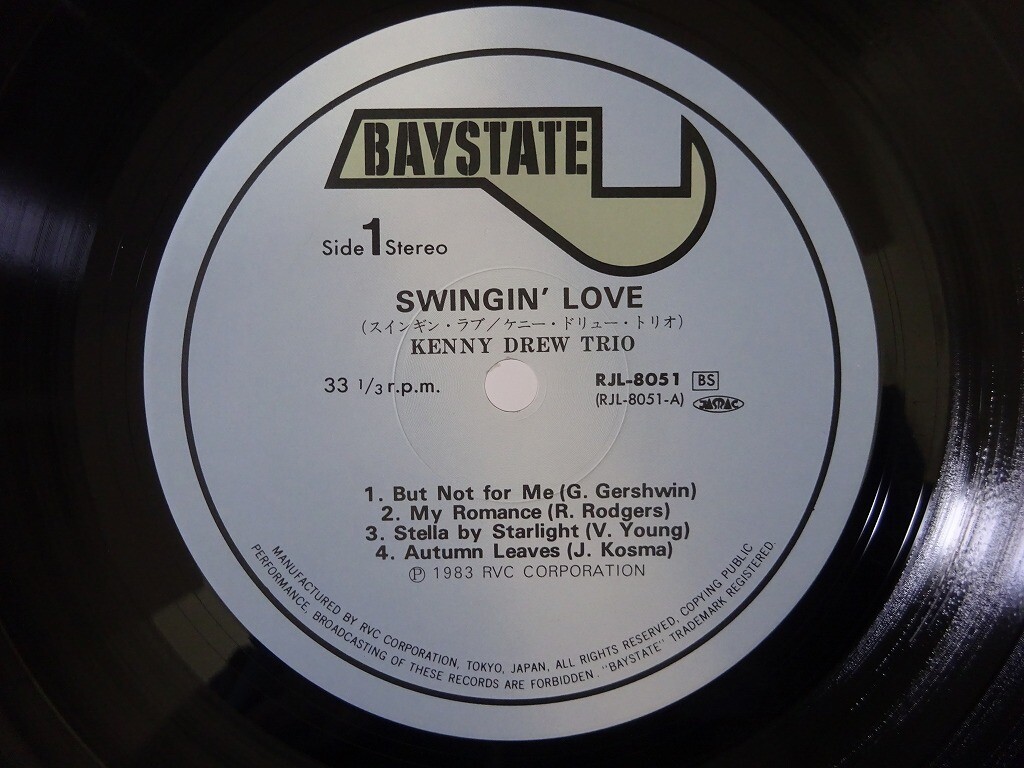 BAYSTATE
Side 1 Stereo
SWINGIN' LOVE
(スインギン・ラブ/ケニー・ドリュー・トリオ)
KENNY DREW TRIO
33 1/3 r.p.m.
RJL-8051 BS
(RJL-8051-A) JASRAC
1. But Not for Me (G. Gershwin)
2. My Romance (R. Rodgers)
3. Stella by Starlight (V. Young)
4. Autumn Leaves (J. Kosma)
℗ 1983 RVC CORPORATION
MANUFACTURED BY RVC CORPORATION, TOKYO, JAPAN, ALL RIGHTS RESERVED, COPYING PUBLIC
PERFORMANCE, BROADCASTING OF THESE RECORDS ARE FORBIDDEN. "BAYSTATE" TRADEMARK REGISTERED.